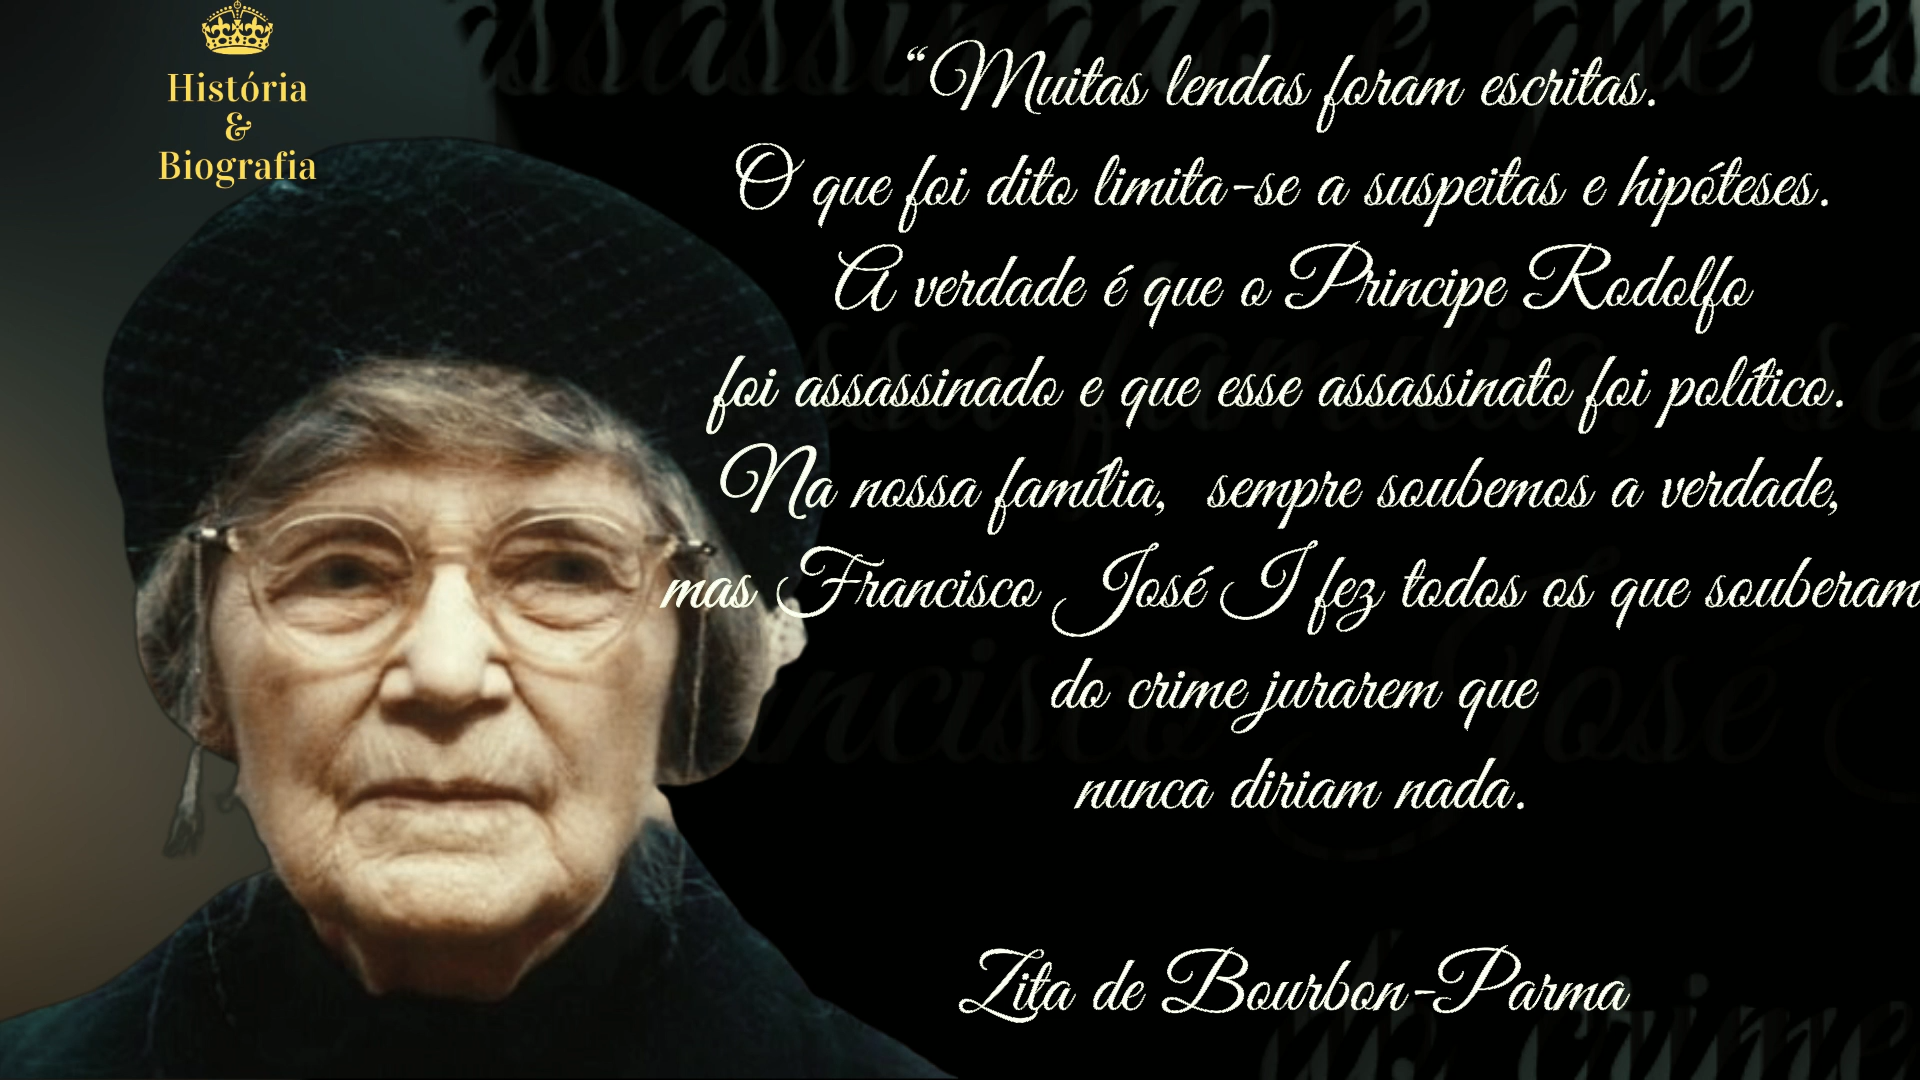 História
&
Biografia
“Muitas lendas foram escritas.
O que foi dito limita-se a suspeitas e hipóteses.
A verdade é que o Principe Rodolfo
foi assassinado e que esse assassinato foi político.
Na nossa família, sempre soubemos a verdade,
mas Francisco José I fez todos os que souberam
do crime jurarem que
nunca diriam nada.
Zita de Bourbon-Parma